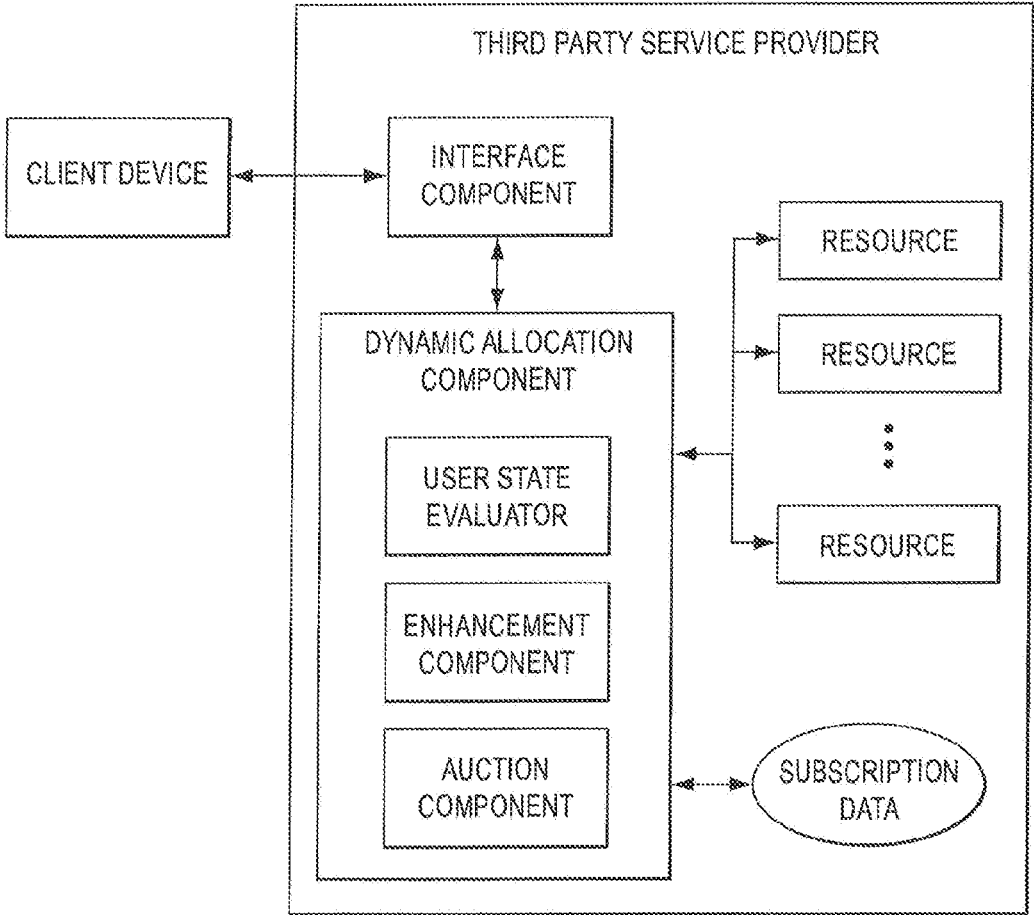 THIRD PARTY SERVICE PROVIDER
CLIENT DEVICE
INTERFACE
COMPONENT
RESOURCE
DYNAMIC ALLOCATION
COMPONENT
RESOURCE
USER STATE
EVALUATOR
RESOURCE
ENHANCEMENT
COMPONENT
AUCTION
COMPONENT
SUBSCRIPTION
DATA